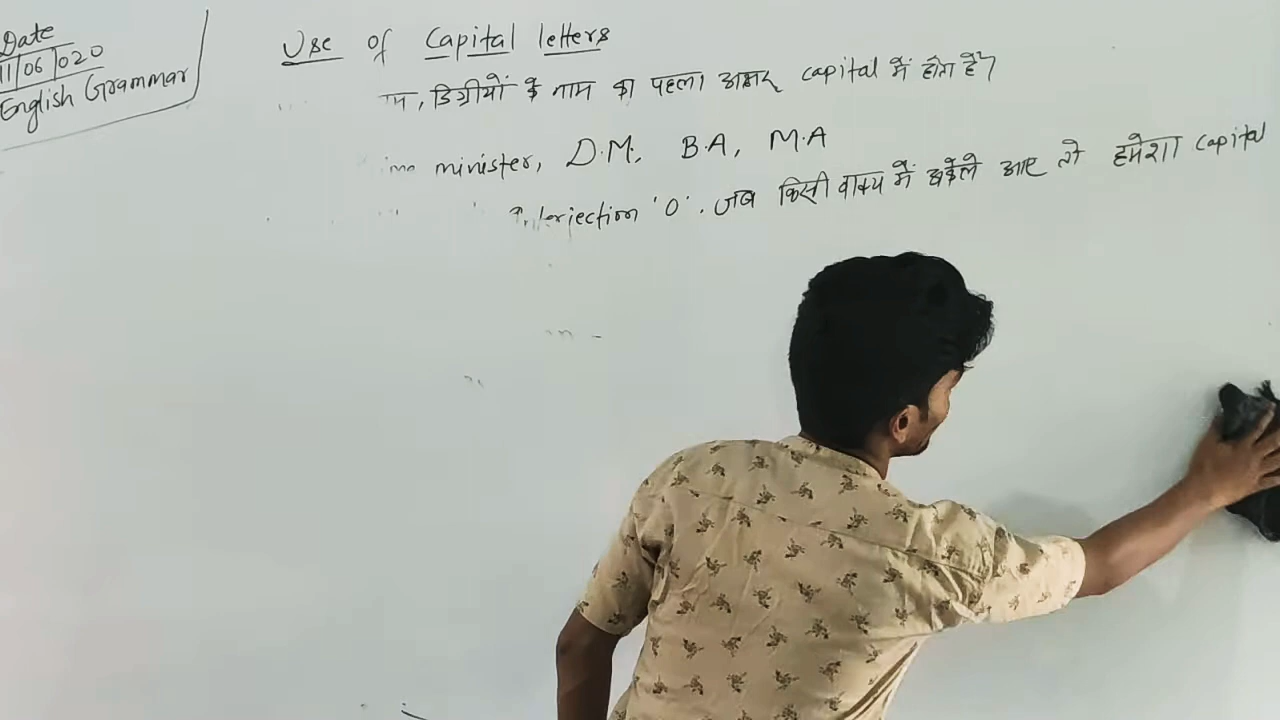 Date
11/06/020
English Grammar
Use of Capital letters
, डिग्रीयों के नाम का पहला अक्षर capital में होता है?
minister, D.M., B.A, M.A
Interjection 'O'. जब किसी वाक्य में अकेले आए तो हमेशा capital